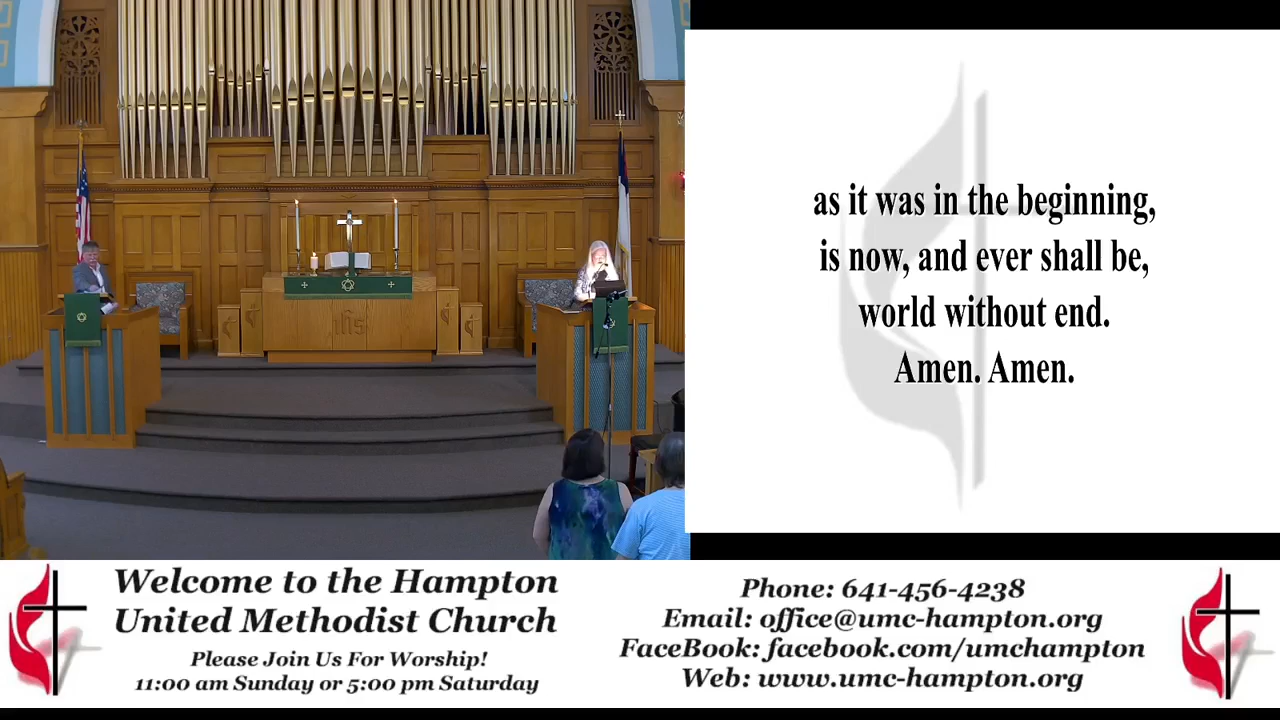 as it was in the beginning,
is now, and ever shall be,
world without end.
Amen. Amen.
ihs
Welcome to the Hampton
United Methodist Church
Please Join Us For Worship!
11:00 am Sunday or 5:00 pm Saturday
Phone: 641-456-4238
Email: office@umc-hampton.org
FaceBook: facebook.com/umchampton
Web: www.umc-hampton.org